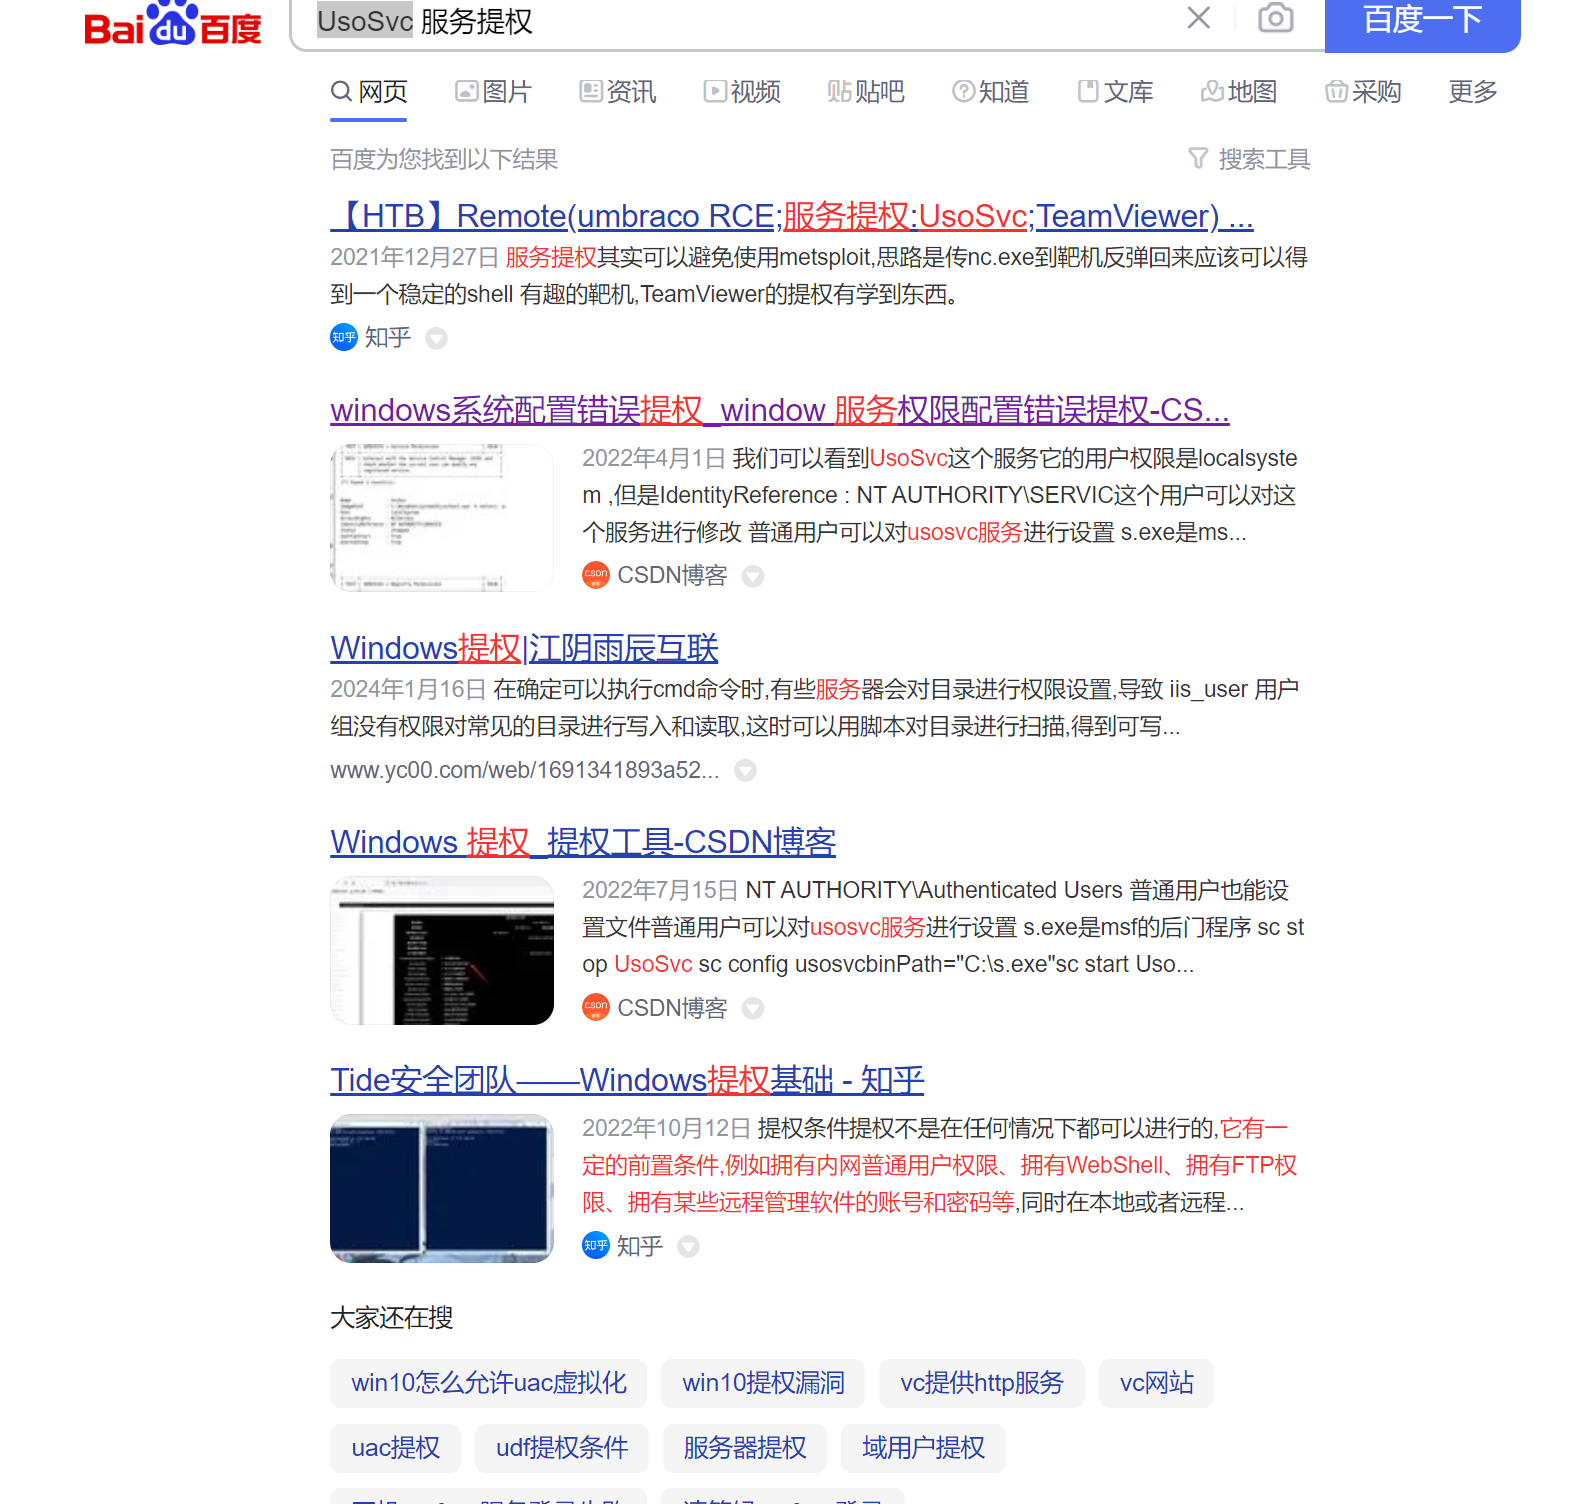 Bai du 百度
UsoSvc 服务提权
百度一下
网页 图片 资讯 视频 贴吧 知道 文库 地图 采购 更多
百度为您找到以下结果
搜索工具
【HTB】Remote(umbraco RCE;服务提权:UsoSvc;TeamViewer) ...
2021年12月27日 服务提权其实可以避免使用metsploit,思路是传nc.exe到靶机反弹回来应该可以得
到一个稳定的shell 有趣的靶机,TeamViewer的提权有学到东西。
知乎 知乎
windows系统配置错误提权_window 服务权限配置错误提权-CS...
2022年4月1日 我们可以看到UsoSvc这个服务它的用户权限是localsyste
m ,但是IdentityReference : NT AUTHORITY\SERVIC这个用户可以对这
个服务进行修改 普通用户可以对usosvc服务进行设置 s.exe是ms...
CSDN CSDN博客
Windows提权|江阴雨辰互联
2024年1月16日 在确定可以执行cmd命令时,有些服务器会对目录进行权限设置,导致 iis_user 用户
组没有权限对常见的目录进行写入和读取,这时可以用脚本对目录进行扫描,得到可写...
www.yc00.com/web/1691341893a52...
Windows 提权_提权工具-CSDN博客
2022年7月15日 NT AUTHORITY\Authenticated Users 普通用户也能设
置文件普通用户可以对usosvc服务进行设置 s.exe是msf的后门程序 sc st
op UsoSvc sc config usosvcbinPath="C:\s.exe"sc start Uso...
CSDN CSDN博客
Tide安全团队——Windows提权基础 - 知乎
2022年10月12日 提权条件提权不是在任何情况下都可以进行的,它有一
定的前置条件,例如拥有内网普通用户权限、拥有WebShell、拥有FTP权
限、拥有某些远程管理软件的账号和密码等,同时在本地或者远程...
知乎 知乎
大家还在搜
win10怎么允许uac虚拟化 win10提权漏洞 vc提供http服务 vc网站
uac提权 udf提权条件 服务器提权 域用户提权